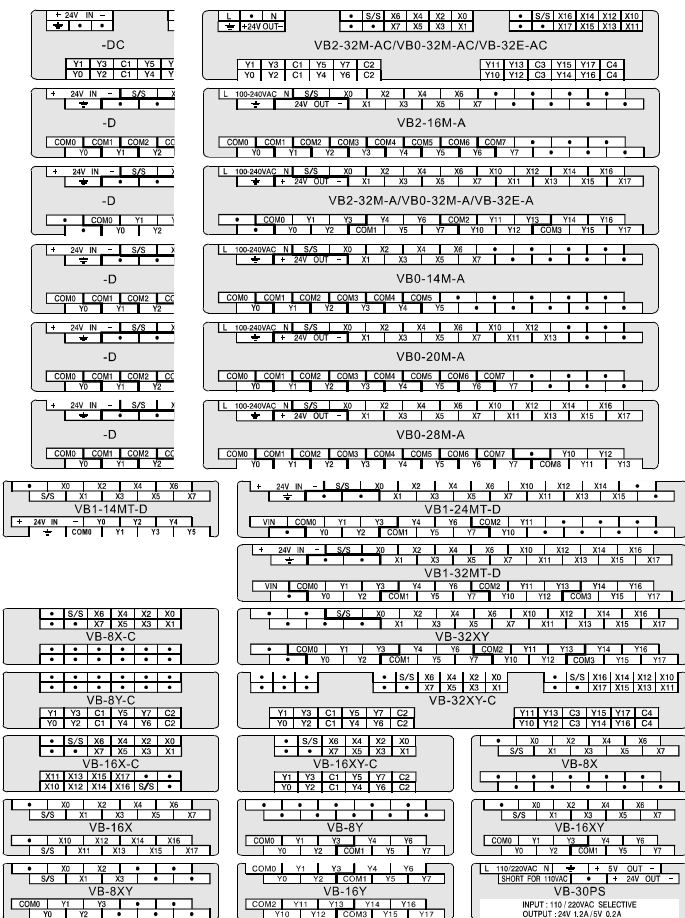 + 24V IN - • •
• •
-DC
Y1 Y3 C1 Y5 Y
Y0 Y2 C1 Y4 Y
L • N • S/S X6 X4 X2 X0 • S/S X16 X14 X12 X10
+24V OUT- • • X7 X5 X3 X1 • • X17 X15 X13 X11
VB2-32M-AC/VB0-32M-AC/VB-32E-AC
Y1 Y3 C1 Y5 Y7 C2 Y11 Y13 C3 Y15 Y17 C4
Y0 Y2 C1 Y4 Y6 C2 Y10 Y12 C3 Y14 Y16 C4
+ 24V IN - S/S X
• •
-D
COM0 COM1 COM2 CO
Y0 Y1 Y2
L 100-240VAC N S/S X0 X2 X4 X6 • • • •
24V OUT - X1 X3 X5 X7 • • • •
VB2-16M-A
COM0 COM1 COM2 COM3 COM4 COM5 COM6 COM7 • • •
Y0 Y1 Y2 Y3 Y4 Y5 Y6 Y7 • • •
+ 24V IN - S/S X
• •
-D
• COM0 Y1 Y
• Y0 Y2
L 100-240VAC N S/S X0 X2 X4 X6 X10 X12 X14 X16
+ 24V OUT - X1 X3 X5 X7 X11 X13 X15 X17
VB2-32M-A/VB0-32M-A/VB-32E-A
• COM0 Y1 Y3 Y4 Y6 COM2 Y11 Y13 Y14 Y16
• Y0 Y2 COM1 Y5 Y7 Y10 Y12 COM3 Y15 Y17
+ 24V IN - S/S X
• •
-D
COM0 COM1 COM2 CO
Y0 Y1 Y2
L 100-240VAC N S/S X0 X2 X4 X6 • • • •
+ 24V OUT - X1 X3 X5 X7 • • • •
VB0-14M-A
COM0 COM1 COM2 COM3 COM4 COM5 • • • • •
Y0 Y1 Y2 Y3 Y4 Y5 • • • • •
+ 24V IN - S/S X
• •
-D
COM0 COM1 COM2 CO
Y0 Y1 Y2
L 100-240VAC N S/S X0 X2 X4 X6 X10 X12 • •
+ 24V OUT - X1 X3 X5 X7 X11 X13 • •
VB0-20M-A
COM0 COM1 COM2 COM3 COM4 COM5 COM6 COM7 • • •
Y0 Y1 Y2 Y3 Y4 Y5 Y6 Y7 • • •
+ 24V IN - S/S X
• •
-D
COM0 COM1 COM2 CO
Y0 Y1 Y2
L 100-240VAC N S/S X0 X2 X4 X6 X10 X12 X14 X16
+ 24V OUT - X1 X3 X5 X7 X11 X13 X15 X17
VB0-28M-A
COM0 COM1 COM2 COM3 COM4 COM5 COM6 COM7 • Y10 Y12
Y0 Y1 Y2 Y3 Y4 Y5 Y6 Y7 COM8 Y11 Y13
• X0 X2 X4 X6
S/S X1 X3 X5 X7
VB1-14MT-D
+ 24V IN - Y0 Y2 Y4
COM0 Y1 Y3 Y5
+ 24V IN - S/S X0 X2 X4 X6 X10 X12 X14 •
• • X1 X3 X5 X7 X11 X13 X15 •
VB1-24MT-D
VIN COM0 Y1 Y3 Y4 Y6 COM2 Y11 • • •
• Y0 Y2 COM1 Y5 Y7 Y10 • • • •
+ 24V IN - S/S X0 X2 X4 X6 X10 X12 X14 X16
• • X1 X3 X5 X7 X11 X13 X15 X17
VB1-32MT-D
VIN COM0 Y1 Y3 Y4 Y6 COM2 Y11 Y13 Y14 Y16
• Y0 Y2 COM1 Y5 Y7 Y10 Y12 COM3 Y15 Y17
• S/S X6 X4 X2 X0
• • X7 X5 X3 X1
VB-8X-C
• • • • • •
• • • • • •
• • S/S X0 X2 X4 X6 X10 X12 X14 X16
• • • X1 X3 X5 X7 X11 X13 X15 X17
VB-32XY
• COM0 Y1 Y3 Y4 Y6 COM2 Y11 Y13 Y14 Y16
• Y0 Y2 COM1 Y5 Y7 Y10 Y12 COM3 Y15 Y17
• • • • • •
• • • • • •
VB-8Y-C
Y1 Y3 C1 Y5 Y7 C2
Y0 Y2 C1 Y4 Y6 C2
• • • • S/S X6 X4 X2 X0 • S/S X16 X14 X12 X10
• • • • • X7 X5 X3 X1 • • X17 X15 X13 X11
VB-32XY-C
Y1 Y3 C1 Y5 Y7 C2 Y11 Y13 C3 Y15 Y17 C4
Y0 Y2 C1 Y4 Y6 C2 Y10 Y12 C3 Y14 Y16 C4
• S/S X6 X4 X2 X0
• • X7 X5 X3 X1
VB-16X-C
X11 X13 X15 X17 • •
X10 X12 X14 X16 S/S •
• S/S X6 X4 X2 X0
• • X7 X5 X3 X1
VB-16XY-C
Y1 Y3 C1 Y5 Y7 C2
Y0 Y2 C1 Y4 Y6 C2
• X0 X2 X4 X6
S/S X1 X3 X5 X7
VB-8X
• • • • • •
• • • • • •
• X0 X2 X4 X6
S/S X1 X3 X5 X7
VB-16X
• X10 X12 X14 X16
S/S X11 X13 X15 X17
• • • • • •
• • • • • •
VB-8Y
COM0 Y1 Y3 Y4 Y6
Y0 Y2 COM1 Y5 Y7
• X0 X2 X4 X6
S/S X1 X3 X5 X7
VB-16XY
COM0 Y1 Y3 Y4 Y6
Y0 Y2 COM1 Y5 Y7
• X0 X2 • •
S/S X1 X3 • •
VB-8XY
COM0 Y1 • • •
Y0 Y2 • • •
COM0 Y1 Y3 Y4 Y6
Y0 Y2 COM1 Y5 Y7
VB-16Y
COM2 Y11 Y13 Y14 Y16
Y10 Y12 COM3 Y15 Y17
L 110/220VAC N + 5V OUT -
SHORT FOR 110VAC • + 24V OUT -
VB-30PS
INPUT : 110 / 220VAC SELECTIVE
OUTPUT : 24V 1.2A / 5V 0.2A